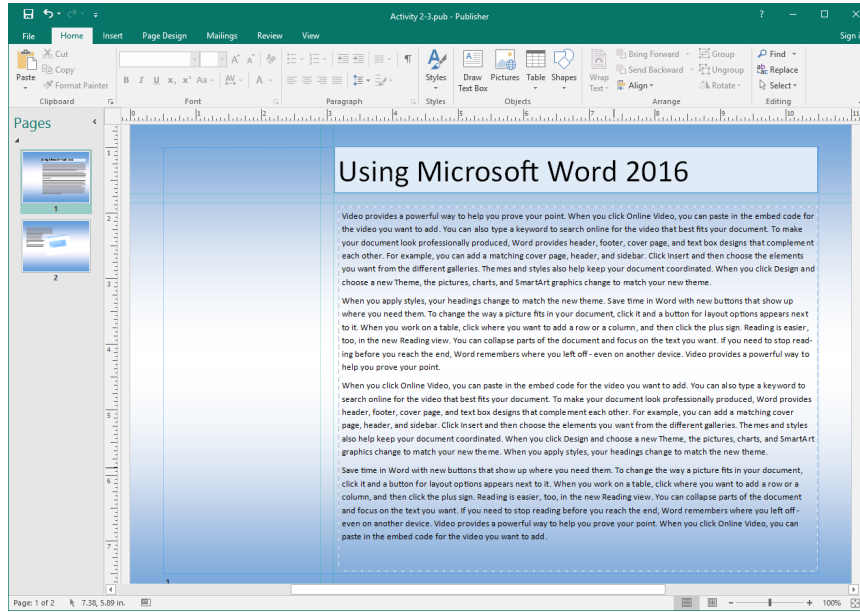 Activity 2-3.pub - Publisher
?
File Home Insert Page Design Mailings Review View Sign i
Paste
Cut
Copy
Format Painter
Clipboard
B I U x₂ x² Aa AV A
Font
Paragraph
Styles
Styles
Draw Text Box
Pictures
Table
Shapes
Objects
Wrap Text
Bring Forward
Send Backward
Align
Group
Ungroup
Rotate
Arrange
Find
Replace
Select
Editing
Pages
0 1 2 3 4 5 6 7 8 9 10 11
1
2
1
2
3
4
5
6
7
Using Microsoft Word 2016
Video provides a powerful way to help you prove your point. When you click Online Video, you can paste in the embed code for
the video you want to add. You can also type a keyword to search online for the video that best fits your document. To make
your document look professionally produced, Word provides header, footer, cover page, and text box designs that complement
each other. For example, you can add a matching cover page, header, and sidebar. Click Insert and then choose the elements
you want from the different galleries. Themes and styles also help keep your document coordinated. When you click Design and
choose a new Theme, the pictures, charts, and SmartArt graphics change to match your new theme.
When you apply styles, your headings change to match the new theme. Save time in Word with new buttons that show up
where you need them. To change the way a picture fits in your document, click it and a button for layout options appears next
to it. When you work on a table, click where you want to add a row or a column, and then click the plus sign. Reading is easier,
too, in the new Reading view. You can collapse parts of the document and focus on the text you want. If you need to stop read-
ing before you reach the end, Word remembers where you left off - even on another device. Video provides a powerful way to
help you prove your point.
When you click Online Video, you can paste in the embed code for the video you want to add. You can also type a keyword to
search online for the video that best fits your document. To make your document look professionally produced, Word provides
header, footer, cover page, and text box designs that complement each other. For example, you can add a matching cover
page, header, and sidebar. Click Insert and then choose the elements you want from the different galleries. Themes and styles
also help keep your document coordinated. When you click Design and choose a new Theme, the pictures, charts, and SmartArt
graphics change to match your new theme. When you apply styles, your headings change to match the new theme.
Save time in Word with new buttons that show up where you need them. To change the way a picture fits in your document,
click it and a button for layout options appears next to it. When you work on a table, click where you want to add a row or a
column, and then click the plus sign. Reading is easier, too, in the new Reading view. You can collapse parts of the document
and focus on the text you want. If you need to stop reading before you reach the end, Word remembers where you left off -
even on another device. Video provides a powerful way to help you prove your point. When you click Online Video, you can
paste in the embed code for the video you want to add.
1
Page: 1 of 2 7.38, 5.89 in. 100%